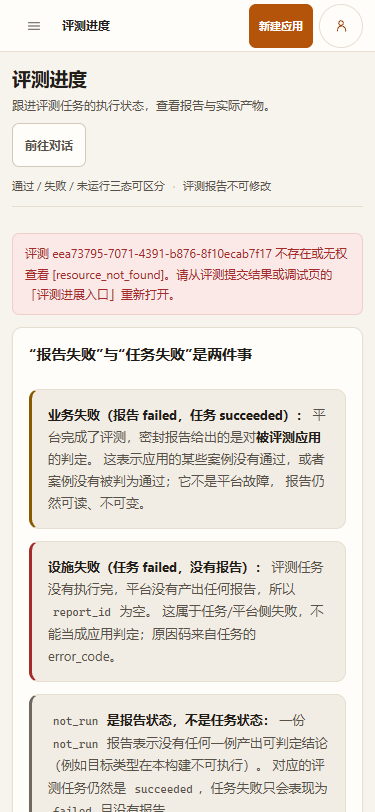 评测进度
新建应用
评测进度
跟进评测任务的执行状态，查看报告与实际产物。
前往对话
通过 / 失败 / 未运行三态可区分 · 评测报告不可修改
评测 eea73795-7071-4391-b876-8f10ecab7f17 不存在或无权
查看 [resource_not_found]。请从评测提交结果或调试页的
「评测进展入口」重新打开。
“报告失败”与“任务失败”是两件事
业务失败（报告 failed，任务 succeeded）： 平
台完成了评测，密封报告给出的是对被评测应用
的判定。 这表示应用的某些案例没有通过，或者
案例没有被判为通过；它不是平台故障， 报告仍
然可读、不可变。
设施失败（任务 failed，没有报告）： 评测任务
没有执行完，平台没有产出任何报告，所以
report_id 为空。 这属于任务/平台侧失败，不
能当成应用判定；原因码来自任务的
error_code。
not_run 是报告状态，不是任务状态： 一份
not_run 报告表示没有任何一例产出可判定结论
（例如目标类型在本构建不可执行）。 对应的评
测任务仍然是 succeeded ，任务失败只会表现为
failed 且没有报告。